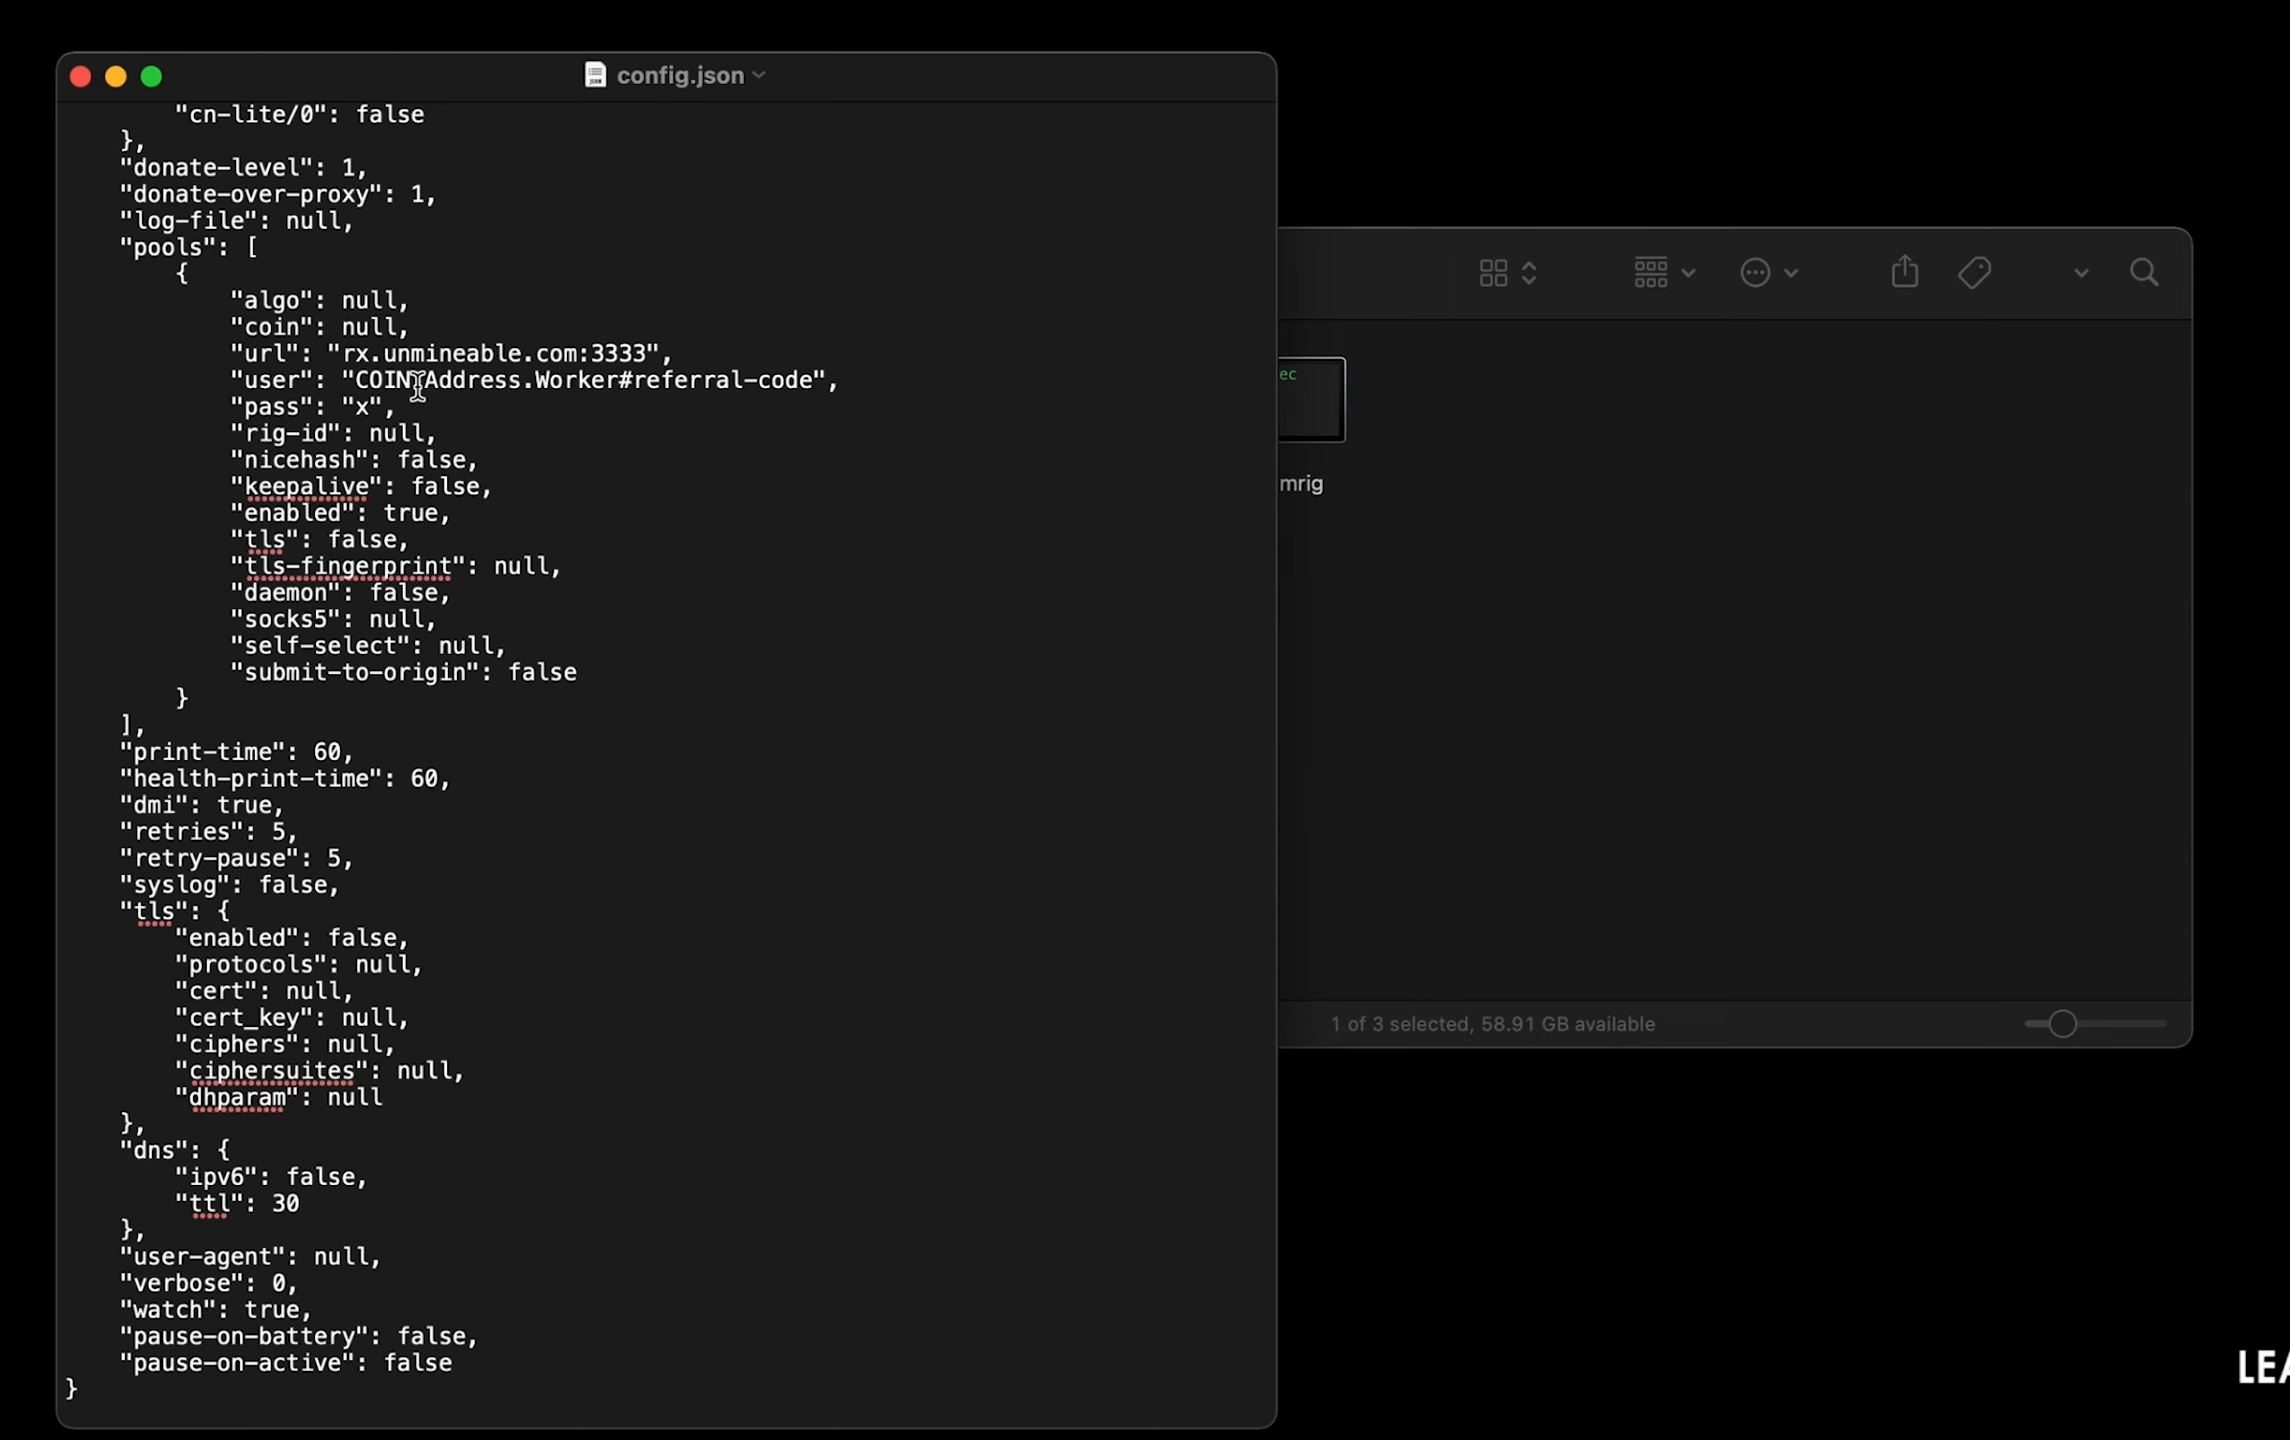 config.json
"cn-lite/0": false
},
"donate-level": 1,
"donate-over-proxy": 1,
"log-file": null,
"pools": [
{
"algo": null,
"coin": null,
"url": "rx.unmineable.com:3333",
"user": "COIN:Address.Worker#referral-code",
"pass": "x",
"rig-id": null,
"nicehash": false,
"keepalive": false,
"enabled": true,
"tls": false,
"tls-fingerprint": null,
"daemon": false,
"socks5": null,
"self-select": null,
"submit-to-origin": false
}
],
"print-time": 60,
"health-print-time": 60,
"dmi": true,
"retries": 5,
"retry-pause": 5,
"syslog": false,
"tls": {
"enabled": false,
"protocols": null,
"cert": null,
"cert_key": null,
"ciphers": null,
"ciphersuites": null,
"dhparam": null
},
"dns": {
"ipv6": false,
"ttl": 30
},
"user-agent": null,
"verbose": 0,
"watch": true,
"pause-on-battery": false,
"pause-on-active": false
}
ec
mrig
1 of 3 selected, 58.91 GB available
LEA